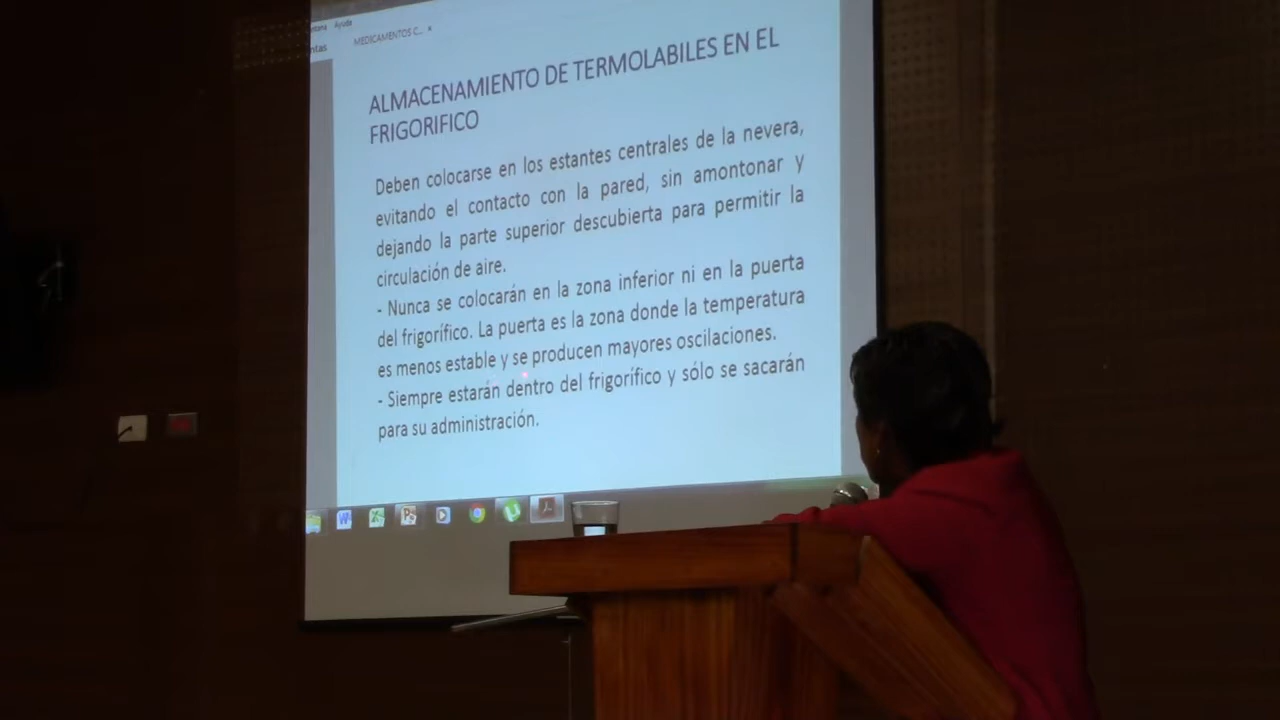 Ayuda
MEDICAMENTOS C...
ALMACENAMIENTO DE TERMOLABILES EN EL
FRIGORIFICO
Deben colocarse en los estantes centrales de la nevera,
evitando el contacto con la pared, sin amontonar y
dejando la parte superior descubierta para permitir la
circulación de aire.
- Nunca se colocarán en la zona inferior ni en la puerta
del frigorífico. La puerta es la zona donde la temperatura
es menos estable y se producen mayores oscilaciones.
- Siempre estarán dentro del frigorífico y sólo se sacarán
para su administración.